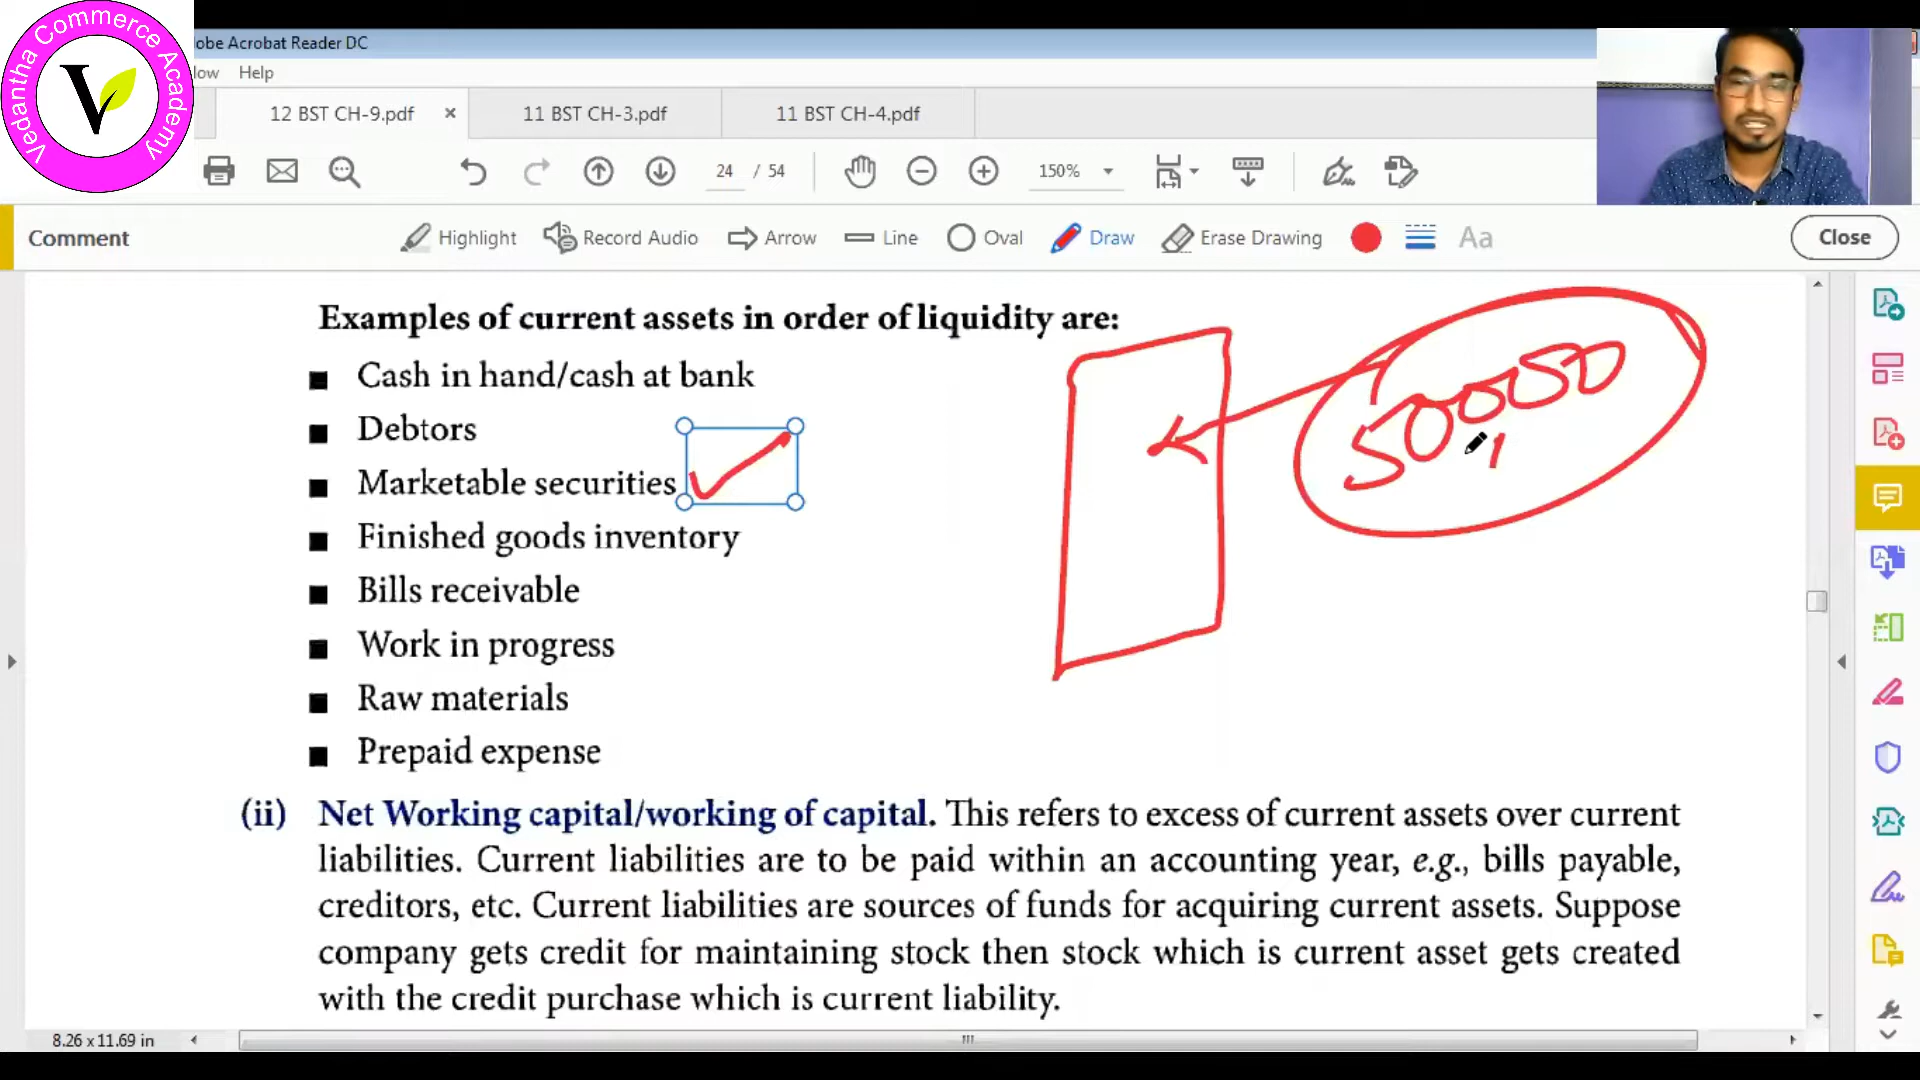 Vedantha Commerce Academy
V
obe Acrobat Reader DC
low Help
12 BST CH-9.pdf × 11 BST CH-3.pdf 11 BST CH-4.pdf
24 / 54 150%
Comment Highlight Record Audio Arrow Line Oval Draw Erase Drawing Aa Close
Examples of current assets in order of liquidity are:
■ Cash in hand/cash at bank
■ Debtors
■ Marketable securities
■ Finished goods inventory
■ Bills receivable
■ Work in progress
■ Raw materials
■ Prepaid expense
(ii) Net Working capital/working of capital. This refers to excess of current assets over current
liabilities. Current liabilities are to be paid within an accounting year, e.g., bills payable,
creditors, etc. Current liabilities are sources of funds for acquiring current assets. Suppose
company gets credit for maintaining stock then stock which is current asset gets created
with the credit purchase which is current liability.
8.26 x 11.69 in